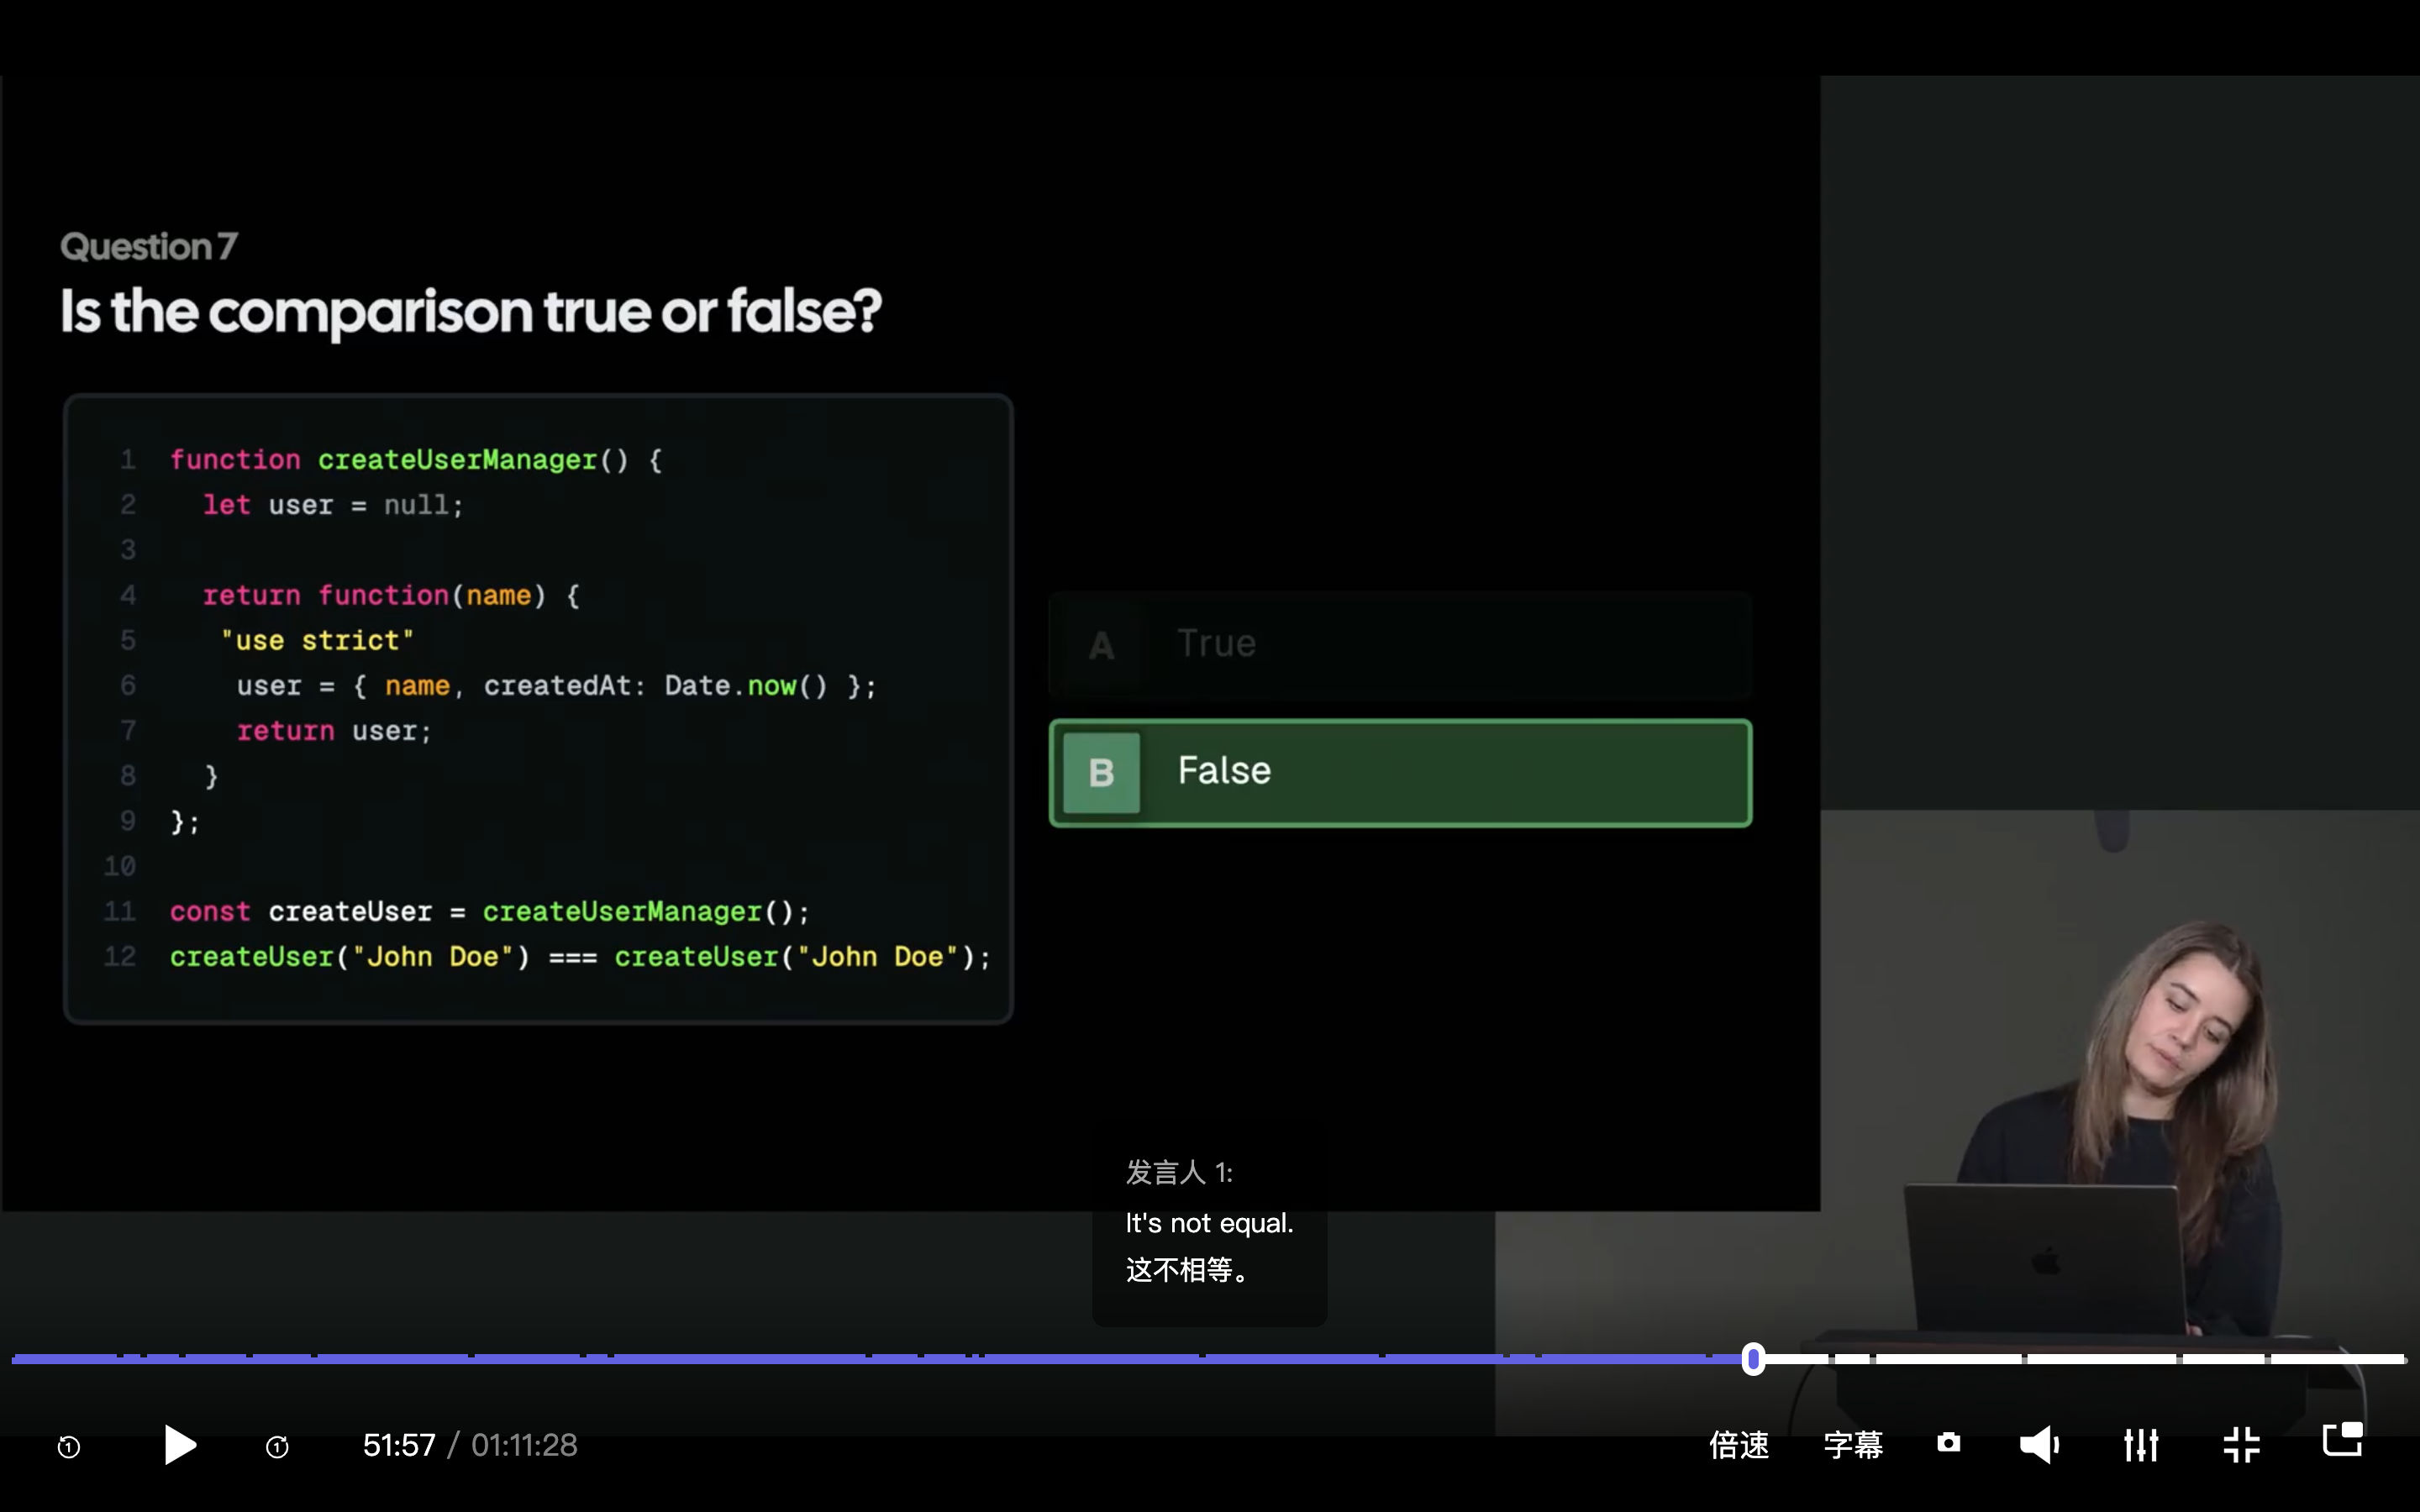 Question 7
Is the comparison true or false?
1 function createUserManager() {
2 let user = null;
3
4 return function(name) {
5 "use strict"
6 user = { name, createdAt: Date.now() };
7 return user;
8 }
9 };
10
11 const createUser = createUserManager();
12 createUser("John Doe") === createUser("John Doe");
A True
B False
发言人 1:
It's not equal.
这不相等。
1
1
51:57 / 01:11:28
倍速
字幕